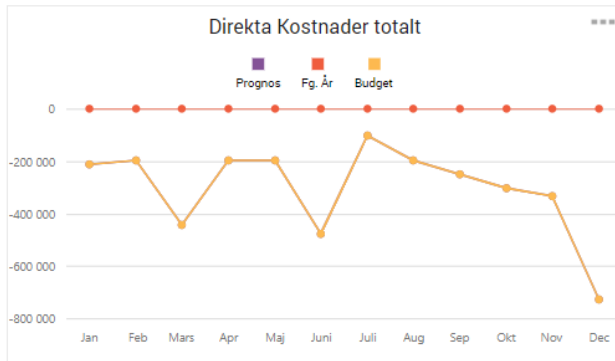 Direkta Kostnader totalt
Prognos Fg. År Budget
0
-200 000
-400 000
-600 000
-800 000
Jan Feb Mars Apr Maj Juni Juli Aug Sep Okt Nov Dec